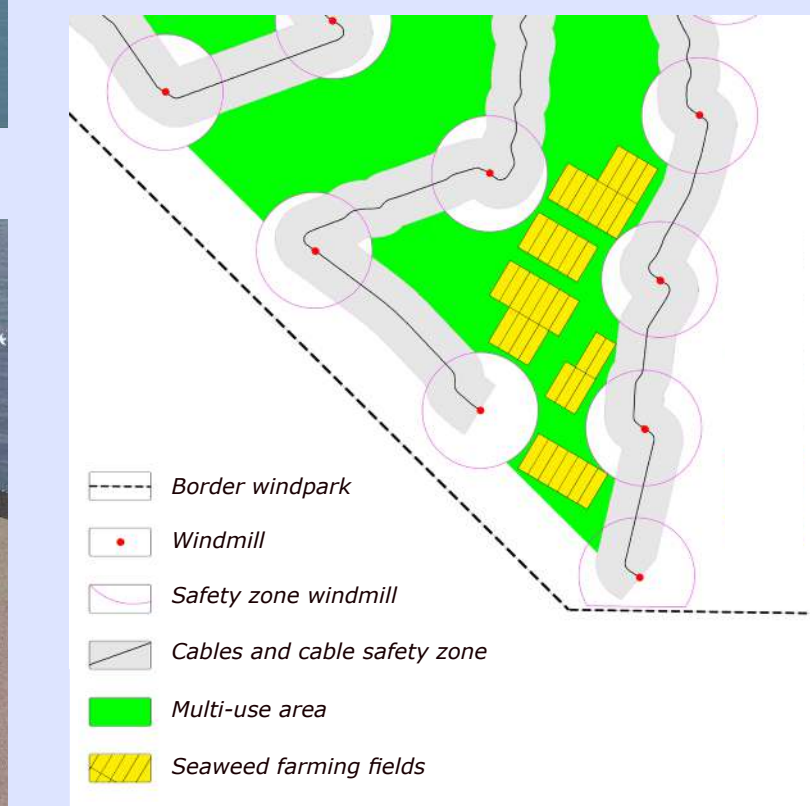 Border windpark
Windmill
Safety zone windmill
Cables and cable safety zone
Multi-use area
Seaweed farming fields